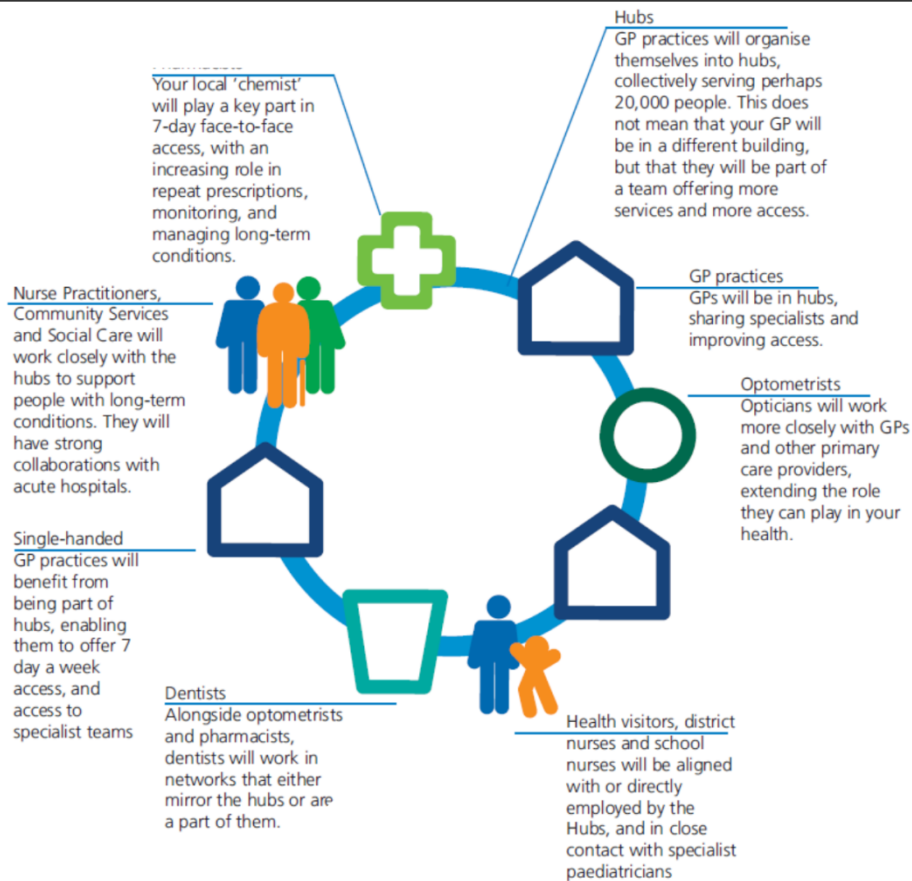 Hubs
GP practices will organise
themselves into hubs,
collectively serving perhaps
20,000 people. This does
not mean that your GP will
be in a different building,
but that they will be part of
a team offering more
services and more access.
Your local ‘chemist’
will play a key part in
7-day face-to-face
access, with an
increasing role in
repeat prescriptions,
monitoring, and
managing long-term
conditions.
GP practices
GPs will be in hubs,
sharing specialists and
improving access.
Nurse Practitioners,
Community Services
and Social Care will
work closely with the
hubs to support
people with long-term
conditions. They will
have strong
collaborations with
acute hospitals.
Optometrists
Opticians will work
more closely with GPs
and other primary
care providers,
extending the role
they can play in your
health.
Single-handed
GP practices will
benefit from
being part of
hubs, enabling
them to offer 7
day a week
access, and
access to
specialist teams
Dentists
Alongside optometrists
and pharmacists,
dentists will work in
networks that either
mirror the hubs or are
a part of them.
Health visitors, district
nurses and school
nurses will be aligned
with or directly
employed by the
Hubs, and in close
contact with specialist
paediatricians